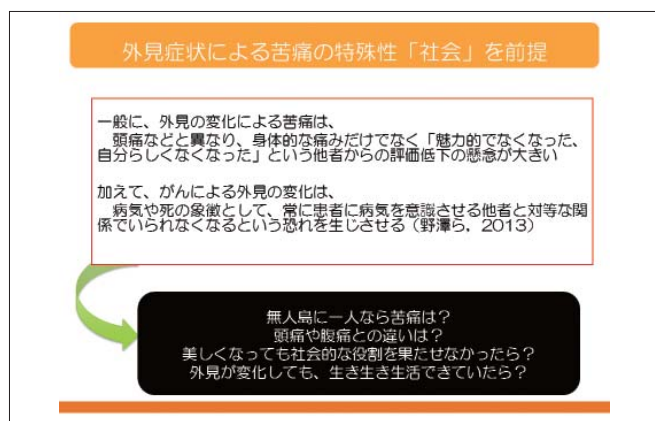 外見症状による苦痛の特殊性「社会」を前提
一般に、外見の変化による苦痛は、
頭痛などと異なり、身体的な痛みだけでなく「魅力的でなくなった、
自分らしくなくなった」という他者からの評価低下の懸念が大きい
加えて、がんによる外見の変化は、
病気や死の象徴として、常に患者に病気を意識させる他者と対等な関
係でいられなくなるという恐れを生じさせる（野澤ら，2013）
無人島に一人なら苦痛は？
頭痛や腹痛との違いは？
美しくなっても社会的な役割を果たせなかったら？
外見が変化しても、生き生き生活できていたら？